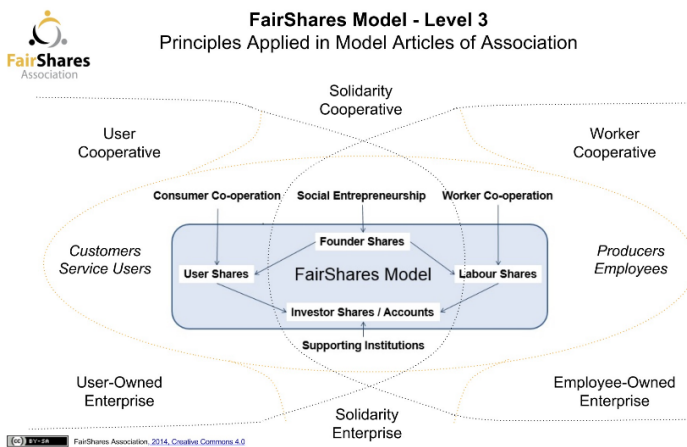 FairShares Model - Level 3
Principles Applied in Model Articles of Association
FairShares
Association
Solidarity
Cooperative
User
Cooperative
Worker
Cooperative
Consumer Co-operation
Social Entrepreneurship
Worker Co-operation
Founder Shares
Customers
Service Users
User Shares
FairShares Model
Labour Shares
Producers
Employees
Investor Shares / Accounts
Supporting Institutions
User-Owned
Enterprise
Employee-Owned
Enterprise
Solidarity
Enterprise
cc BY-SA FairShares Association, 2014, Creative Commons 4.0